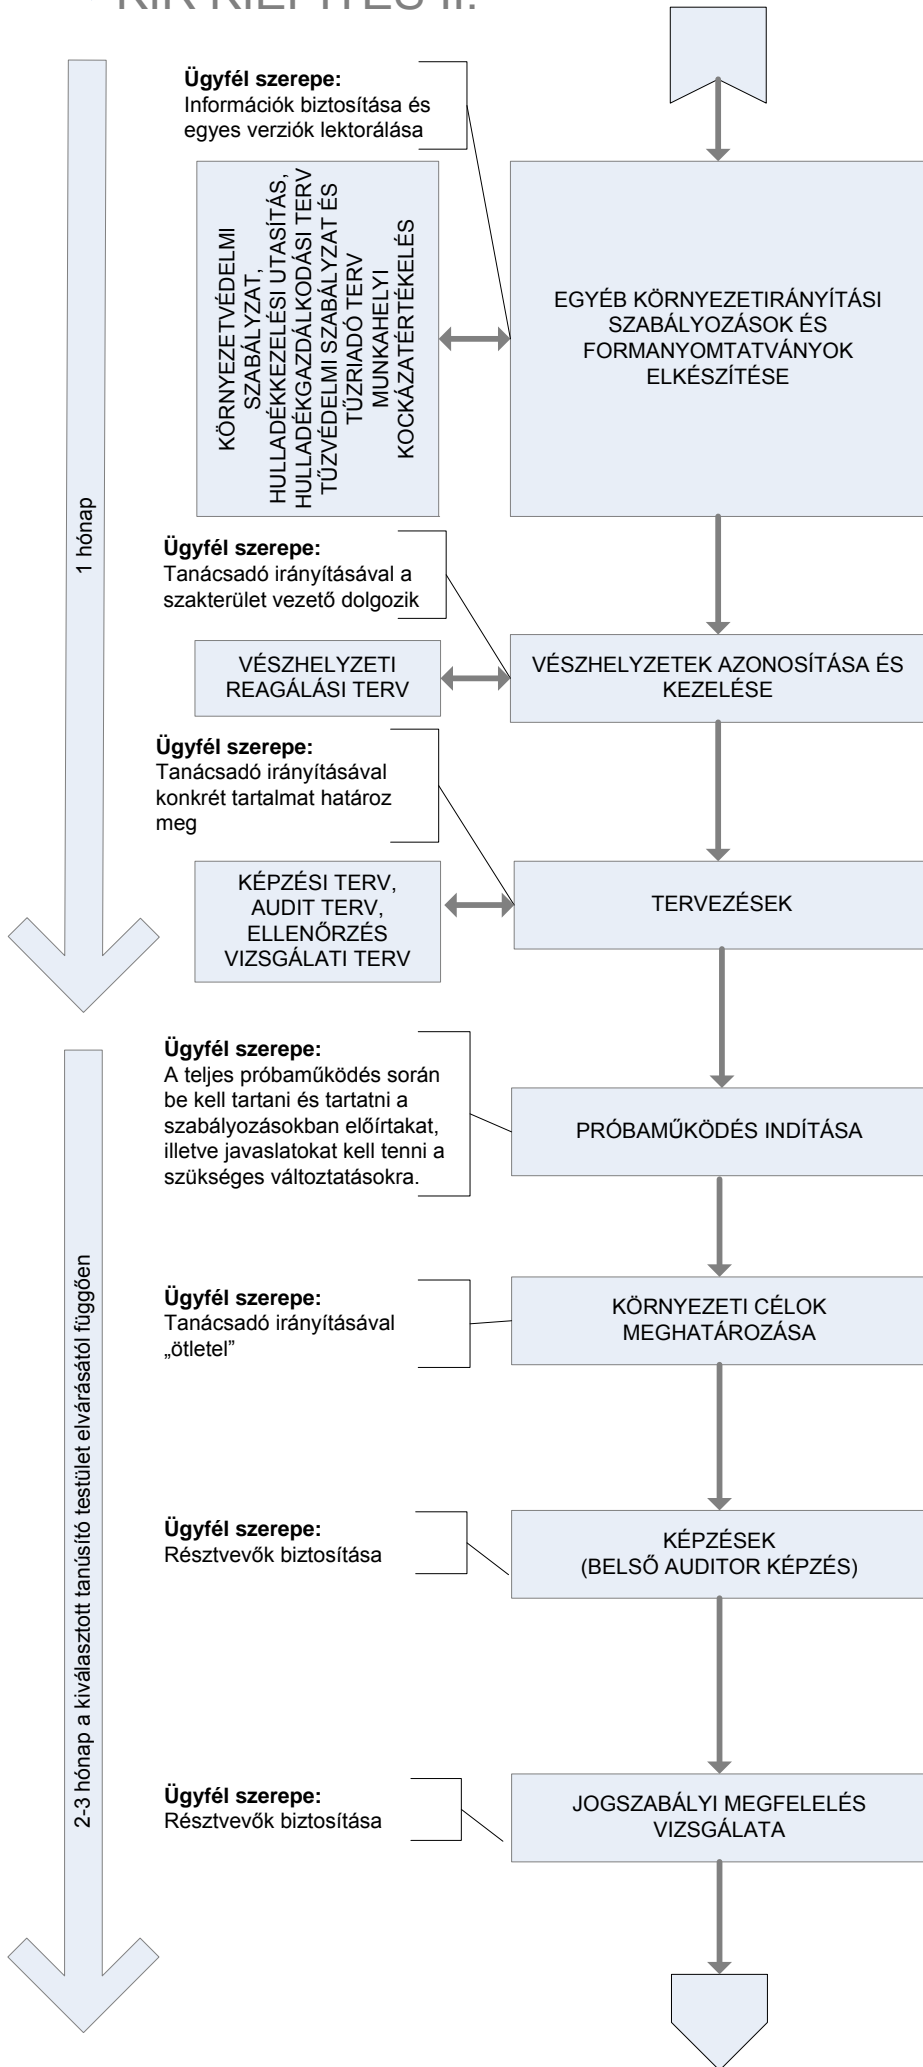 KIR KIÉPÍTÉS II.
Ügyfél szerepe:
Információk biztosítása és
egyes verziók lektorálása
KÖRNYEZETVÉDELMI
SZABÁLYZAT,
HULLADÉKKEZELÉSI UTASÍTÁS,
HULLADÉKGAZDÁLKODÁSI TERV
TŰZVÉDELMI SZABÁLYZAT ÉS
TŰZRIADÓ TERV
MUNKAHELYI
KOCKÁZATÉRTÉKELÉS
EGYÉB KÖRNYEZETIRÁNYÍTÁSI
SZABÁLYOZÁSOK ÉS
FORMANYOMTATVÁNYOK
ELKÉSZÍTÉSE
1 hónap
Ügyfél szerepe:
Tanácsadó irányításával a
szakterület vezető dolgozik
VÉSZHELYZETI
REAGÁLÁSI TERV
VÉSZHELYZETEK AZONOSÍTÁSA ÉS
KEZELÉSE
Ügyfél szerepe:
Tanácsadó irányításával
konkrét tartalmat határoz
meg
KÉPZÉSI TERV,
AUDIT TERV,
ELLENŐRZÉS
VIZSGÁLATI TERV
TERVEZÉSEK
Ügyfél szerepe:
A teljes próbaműködés során
be kell tartani és tartatni a
szabályozásokban előírtakat,
illetve javaslatokat kell tenni a
szükséges változtatásokra.
PRÓBAMŰKÖDÉS INDÍTÁSA
2-3 hónap a kiválasztott tanúsító testület elvárásától függően
Ügyfél szerepe:
Tanácsadó irányításával
„ötletel”
KÖRNYEZETI CÉLOK
MEGHATÁROZÁSA
Ügyfél szerepe:
Résztvevők biztosítása
KÉPZÉSEK
(BELSŐ AUDITOR KÉPZÉS)
Ügyfél szerepe:
Résztvevők biztosítása
JOGSZABÁLYI MEGFELELÉS
VIZSGÁLATA